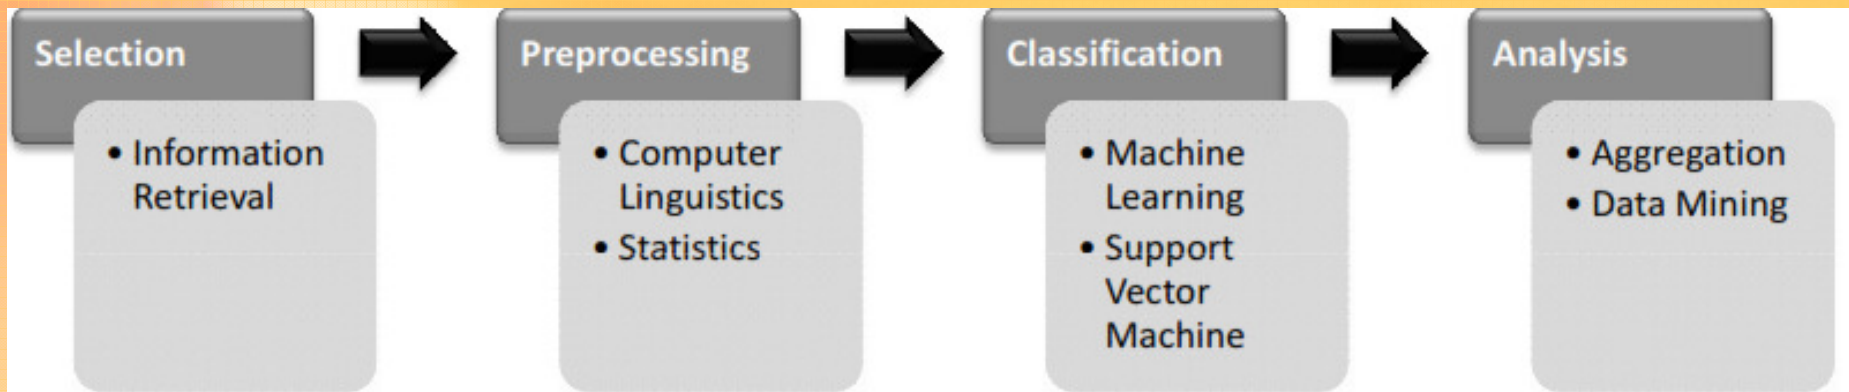 Selection
• Information
Retrieval
Preprocessing
• Computer
Linguistics
• Statistics
Classification
• Machine
Learning
• Support
Vector
Machine
Analysis
• Aggregation
• Data Mining